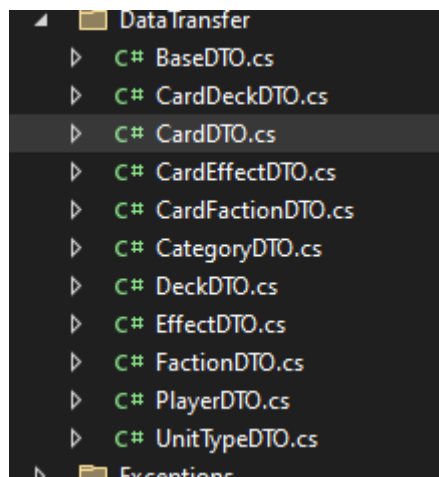 DataTransfer
C# BaseDTO.cs
C# CardDeckDTO.cs
C# CardDTO.cs
C# CardEffectDTO.cs
C# CardFactionDTO.cs
C# CategoryDTO.cs
C# DeckDTO.cs
C# EffectDTO.cs
C# FactionDTO.cs
C# PlayerDTO.cs
C# UnitTypeDTO.cs
Exceptions